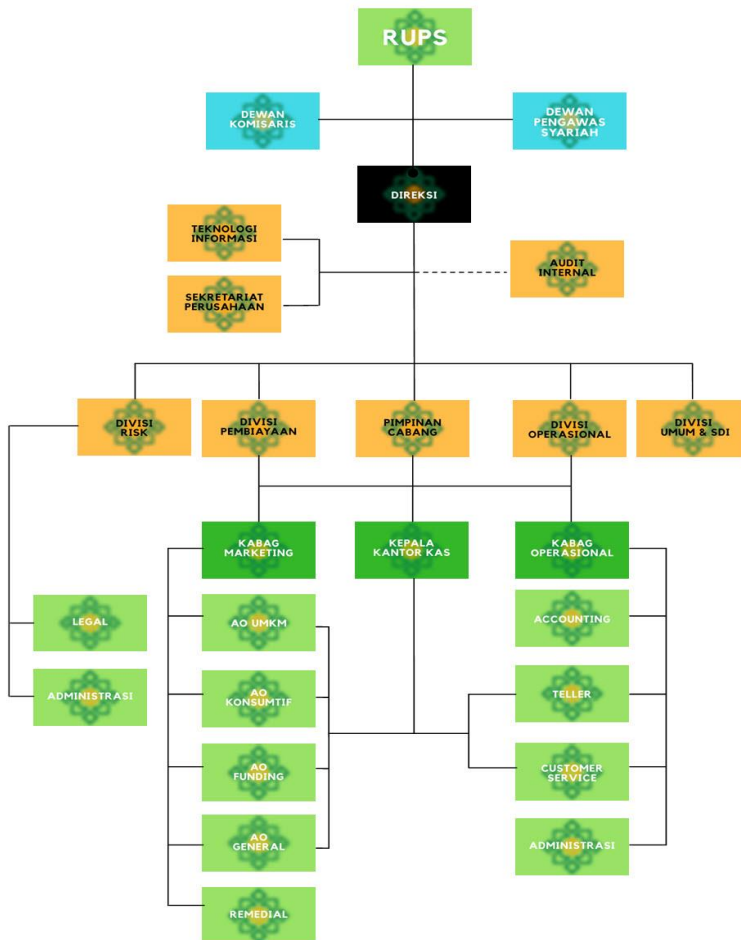 RUPS
DEWAN
KOMISARIS
DEWAN
PENGAWAS
SYARIAH
DIREKSI
TEKNOLOGI
INFORMASI
AUDIT
INTERNAL
SEKRETARIAT
PERUSAHAAN
DIVISI
RISK
DIVISI
PEMBIAYAAN
PIMPINAN
CABANG
DIVISI
OPERASIONAL
DIVISI
UMUM & SDI
KABAG
MARKETING
KEPALA
KANTOR KAS
KABAG
OPERASIONAL
LEGAL
AO UMKM
ACCOUNTING
ADMINISTRASI
AO
KONSUMTIF
TELLER
AO
FUNDING
CUSTOMER
SERVICE
AO
GENERAL
ADMINISTRASI
REMEDIAL